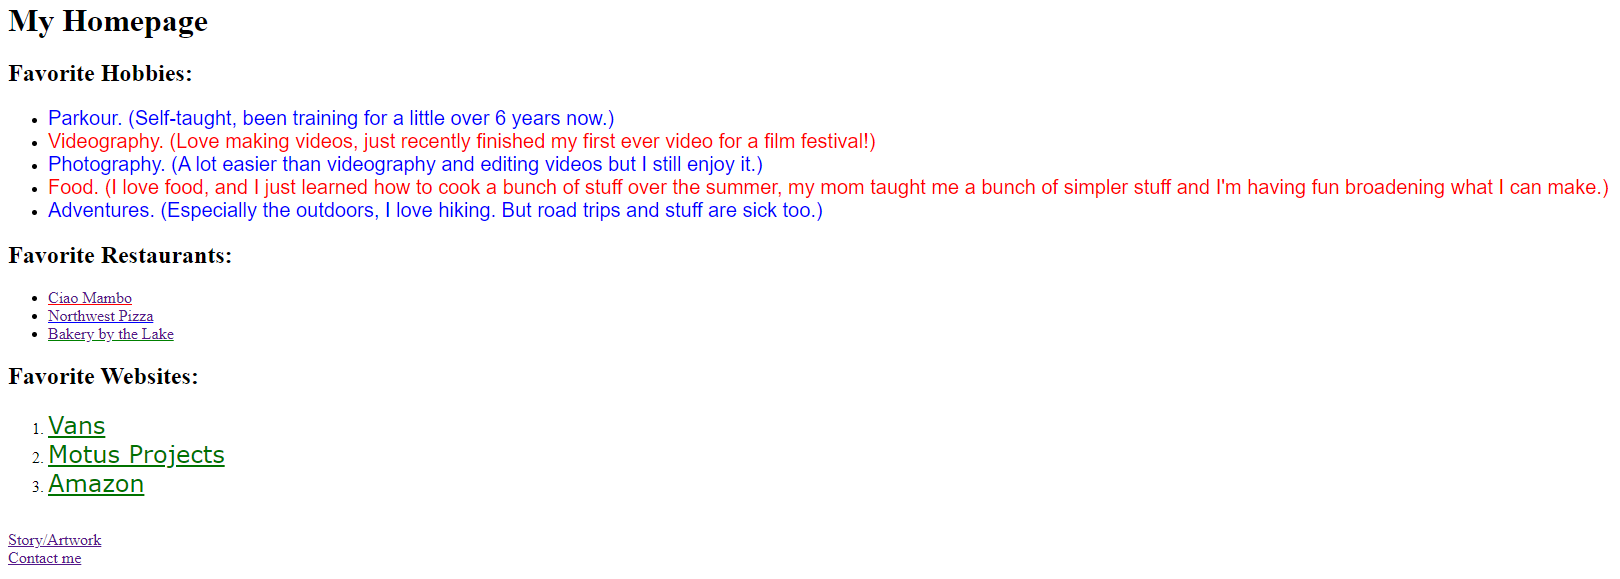 My Homepage
Favorite Hobbies:
Parkour. (Self-taught, been training for a little over 6 years now.)
Videography. (Love making videos, just recently finished my first ever video for a film festival!)
Photography. (A lot easier than videography and editing videos but I still enjoy it.)
Food. (I love food, and I just learned how to cook a bunch of stuff over the summer, my mom taught me a bunch of simpler stuff and I'm having fun broadening what I can make.)
Adventures. (Especially the outdoors, I love hiking. But road trips and stuff are sick too.)
Favorite Restaurants:
Ciao Mambo
Northwest Pizza
Bakery by the Lake
Favorite Websites:
1. Vans
2. Motus Projects
3. Amazon
Story/Artwork
Contact me